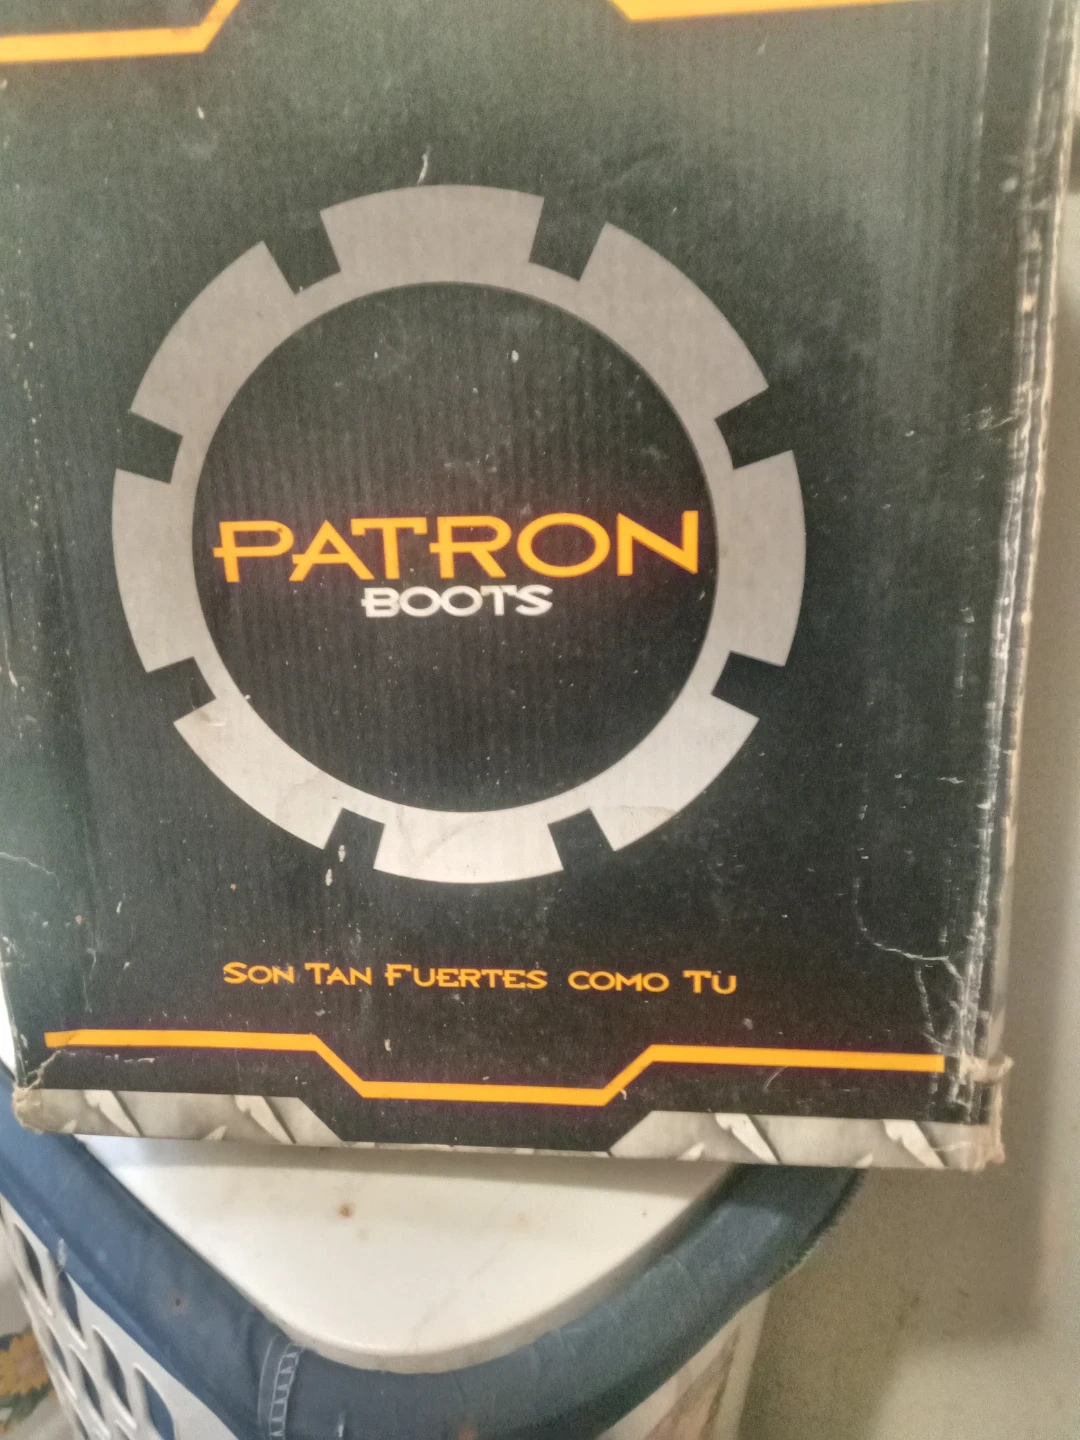 PATRON
BOOTS
SON TAN FUERTES COMO TU